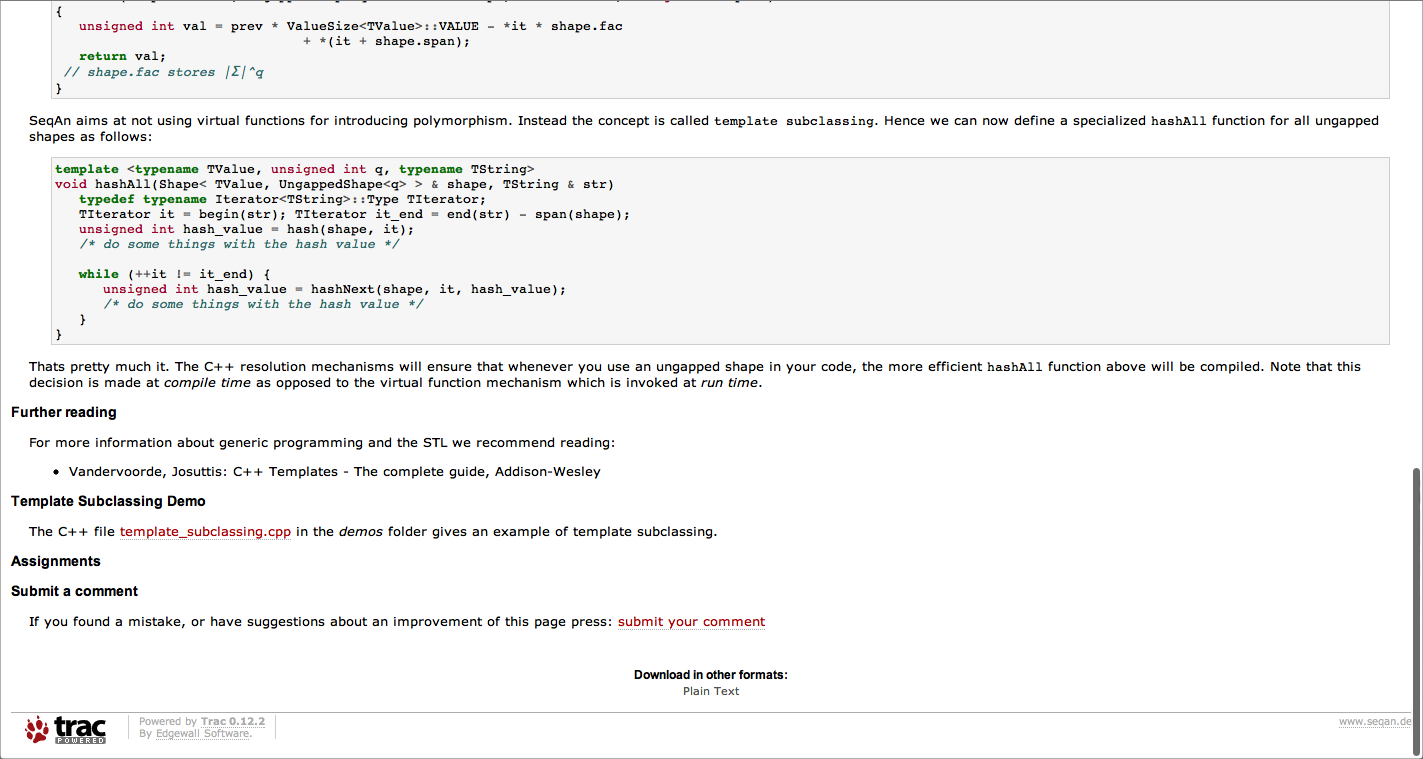 {
unsigned int val = prev * ValueSize<TValue>::VALUE - *it * shape.fac
+ *(it + shape.span);
return val;
// shape.fac stores |Σ|^q
}
SeqAn aims at not using virtual functions for introducing polymorphism. Instead the concept is called template subclassing. Hence we can now define a specialized hashAll function for all ungapped
shapes as follows:
template <typename TValue, unsigned int q, typename TString>
void hashAll(Shape< TValue, UngappedShape<q> > & shape, TString & str)
typedef typename Iterator<TString>::Type TIterator;
TIterator it = begin(str); TIterator it_end = end(str) - span(shape);
unsigned int hash_value = hash(shape, it);
/* do some things with the hash value */
while (++it != it_end) {
unsigned int hash_value = hashNext(shape, it, hash_value);
/* do some things with the hash value */
}
}
Thats pretty much it. The C++ resolution mechanisms will ensure that whenever you use an ungapped shape in your code, the more efficient hashAll function above will be compiled. Note that this
decision is made at compile time as opposed to the virtual function mechanism which is invoked at run time.
Further reading
For more information about generic programming and the STL we recommend reading:
• Vandervoorde, Josuttis: C++ Templates - The complete guide, Addison-Wesley
Template Subclassing Demo
The C++ file template_subclassing.cpp in the demos folder gives an example of template subclassing.
Assignments
Submit a comment
If you found a mistake, or have suggestions about an improvement of this page press: submit your comment
Download in other formats:
Plain Text
trac
POWERED
Powered by Trac 0.12.2
By Edgewall Software.
www.seqan.de